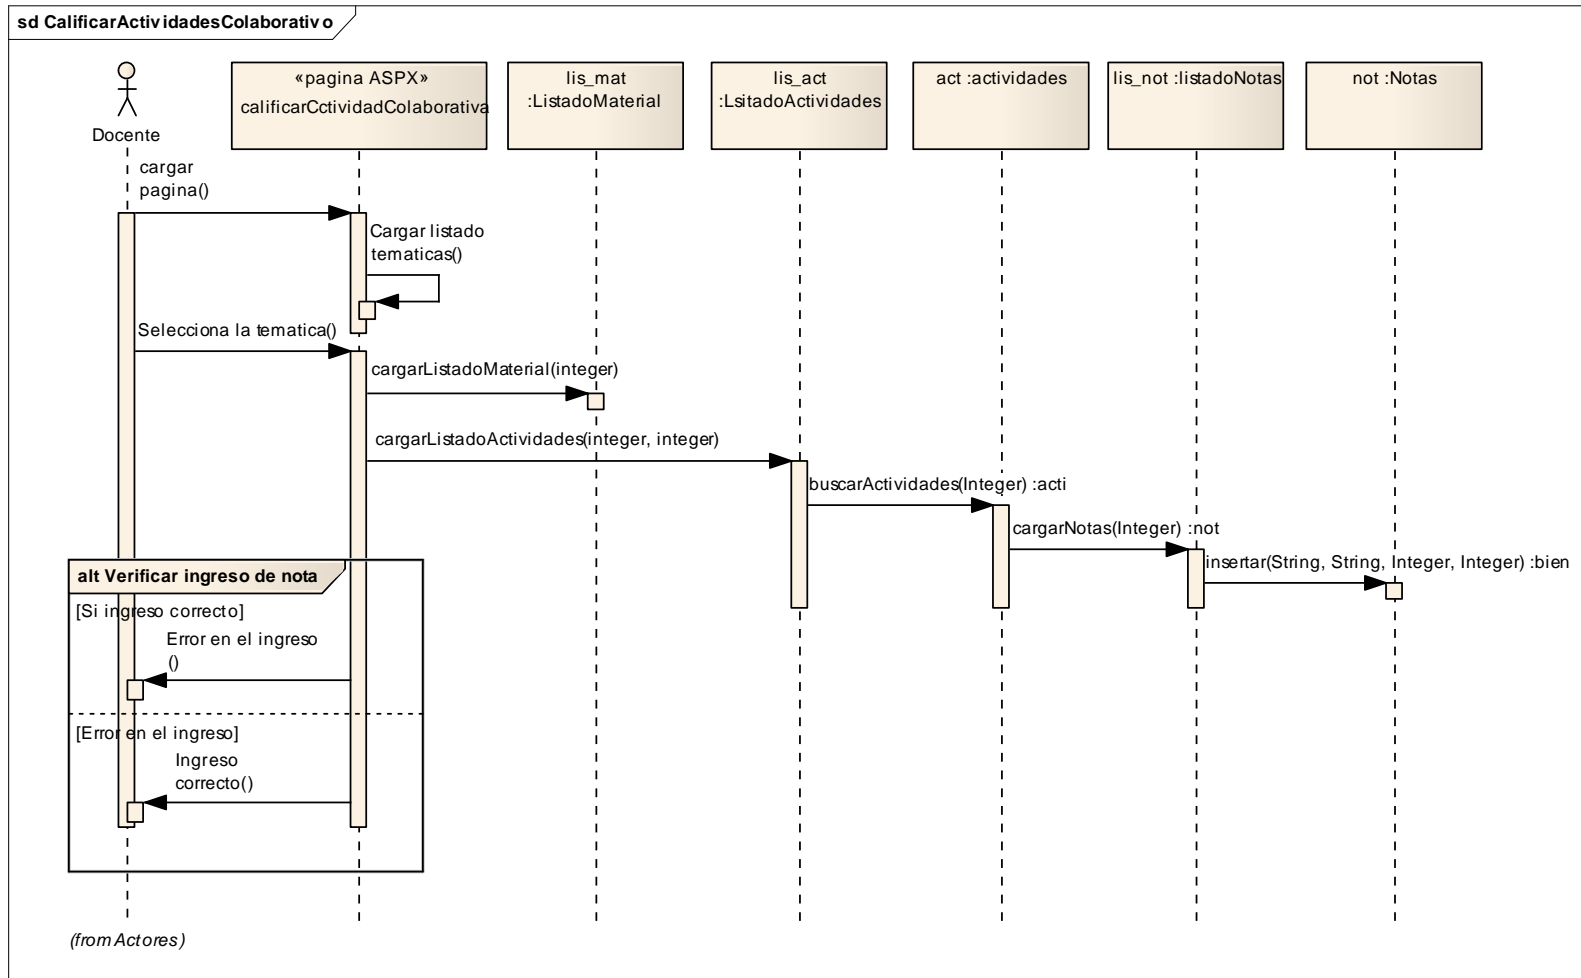 sd CalificarActividadesColaborativo
Docente
«pagina ASPX»
calificarCctividadColaborativa
lis_mat
:ListadoMaterial
lis_act
:LsitadoActividades
act :actividades
lis_not :listadoNotas
not :Notas
cargar
pagina()
Cargar listado
tematicas()
Selecciona la tematica()
cargarListadoMaterial(integer)
cargarListadoActividades(integer, integer)
buscarActividades(Integer) :acti
cargarNotas(Integer) :not
insertar(String, String, Integer, Integer) :bien
alt Verificar ingreso de nota
[Si ingreso correcto]
Error en el ingreso
()
[Error en el ingreso]
Ingreso
correcto()
(from Actores)